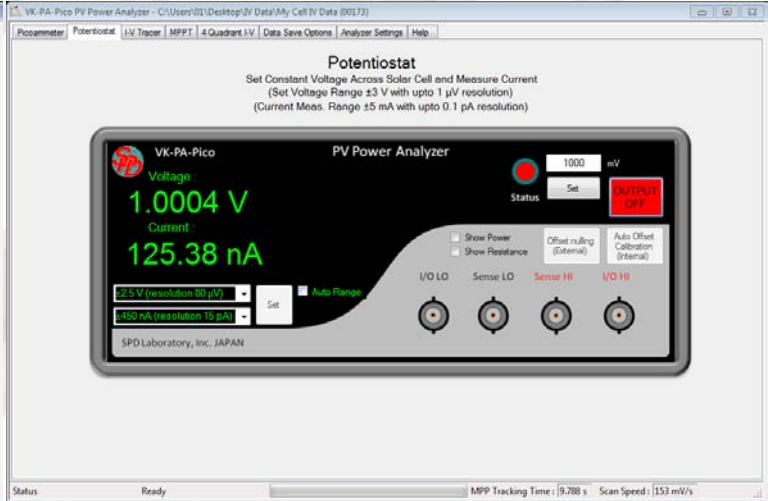 VK-PA-Pico PV Power Analyzer - C:\Users\01\Desktop\IV Data\My Cell IV Data (00173)
Picoammeter Potentiostat I-V Tracer MPPT 4 Quadrant I-V Data Save Options Analyzer Settings Help
Potentiostat
Set Constant Voltage Across Solar Cell and Measure Current
(Set Voltage Range ±3 V with upto 1 µV resolution)
(Current Meas. Range ±5 mA with upto 0.1 pA resolution)
SPD
VK-PA-Pico
PV Power Analyzer
Voltage :
1.0004 V
Current :
125.38 nA
Status
1000 mV
Set
OUTPUT
OFF
Show Power
Show Resistance
Offset nulling
(External)
Auto Offset
Calibration
(Internal)
I/O LO Sense LO Sense HI I/O HI
±2.5 V (resolution 80 µV)
±450 nA (resolution 15 pA)
Set
Auto Range
SPD Laboratory, Inc. JAPAN
Status Ready MPP Tracking Time : 9.788 s Scan Speed : 153 mV/s